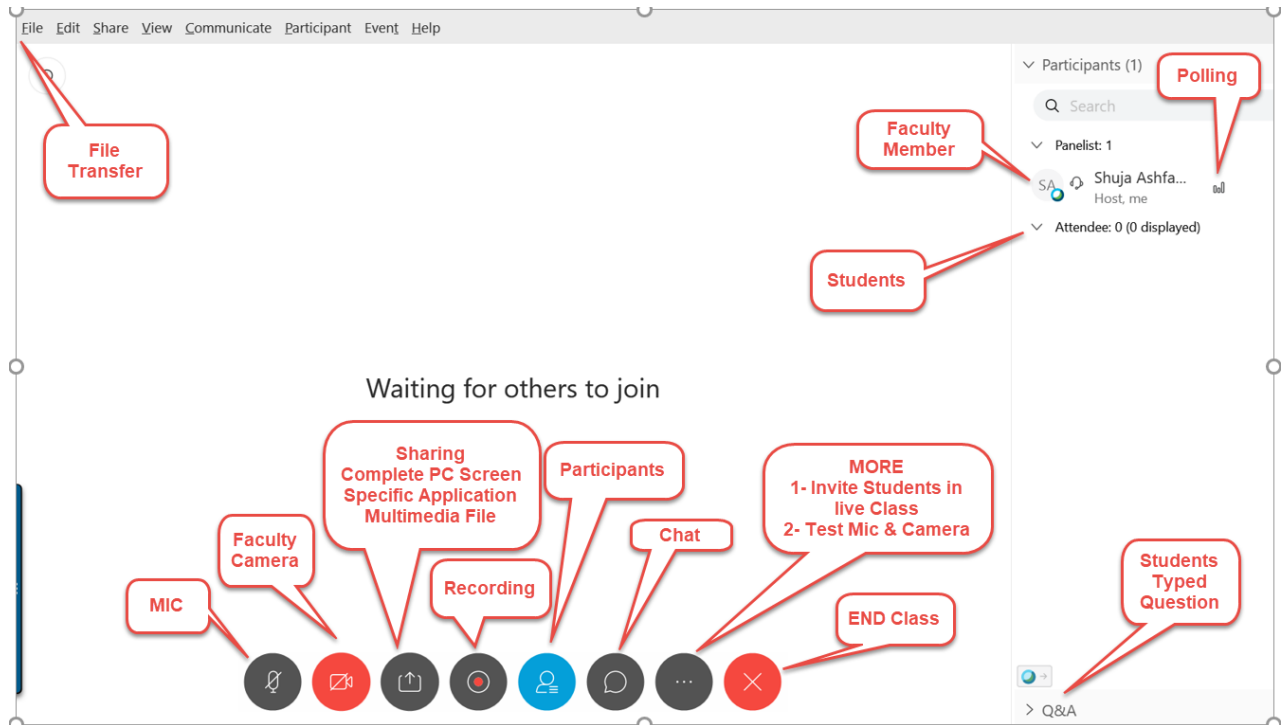 File Edit Share View Communicate Participant Event Help
Participants (1)
Polling
Search
File
Transfer
Faculty
Member
Panelist: 1
SA
Shuja Ashfa...
Host, me
Attendee: 0 (0 displayed)
Students
Waiting for others to join
Sharing
Complete PC Screen
Specific Application
Multimedia File
Participants
MORE
1- Invite Students in
live Class
2- Test Mic & Camera
Faculty
Camera
Chat
Recording
MIC
END Class
Students
Typed
Question
Q&A